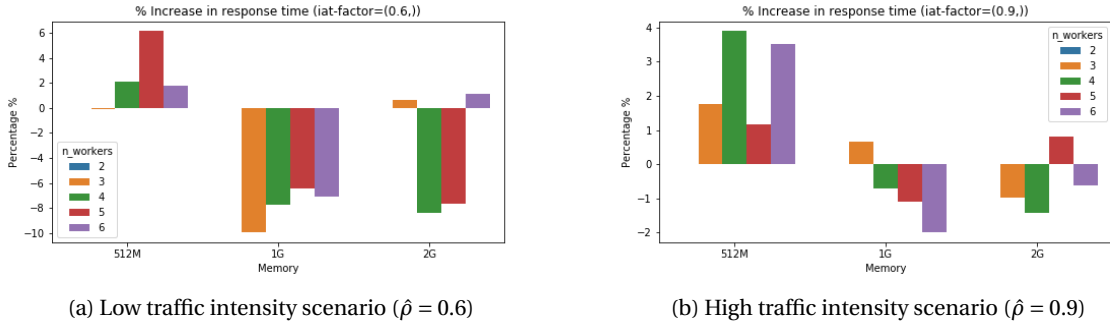 % Increase in response time (iat-factor=(0.6,))
6
4
2
0
−2
−4
−6
−8
−10
Percentage %
n_workers
2
3
4
5
6
512M
1G
2G
Memory
(a) Low traffic intensity scenario (ρ̂ = 0.6)
% Increase in response time (iat-factor=(0.9,))
4
3
2
1
0
−1
−2
Percentage %
n_workers
2
3
4
5
6
512M
1G
2G
Memory
(b) High traffic intensity scenario (ρ̂ = 0.9)